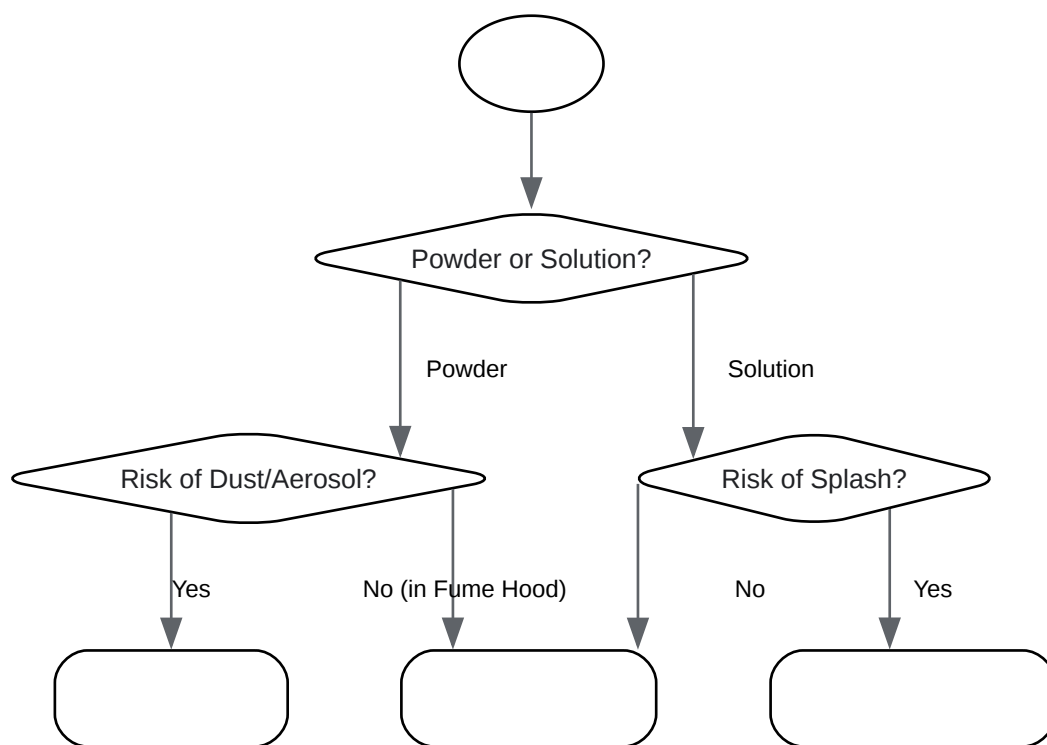 Powder or Solution?
Powder
Solution
Risk of Dust/Aerosol?
Risk of Splash?
Yes
No (in Fume Hood)
No
Yes